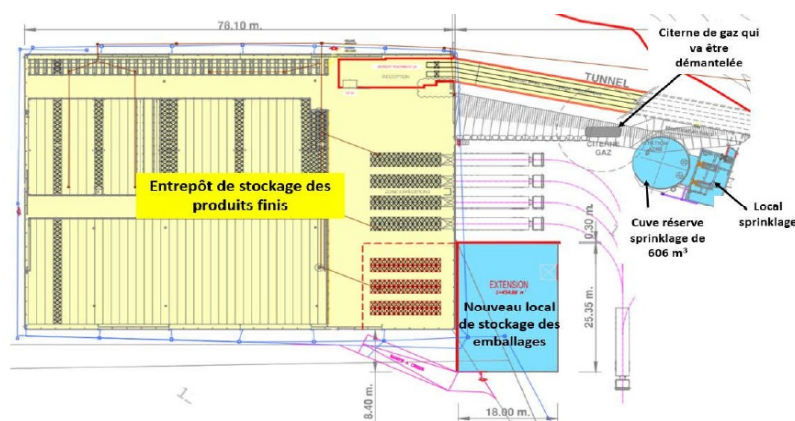 78.10 m.
Citerne de gaz qui
va être
démantelée
TUNNEL
RECEPTION
CITERNE
GAZ
Entrepôt de stockage des
produits finis
Local
sprinklage
Cuve réserve
sprinklage de
606 m³
0.30 m.
EXTENSION
Nouveau local
de stockage des
emballages
25.35 m.
8.40 m.
18.00 m.